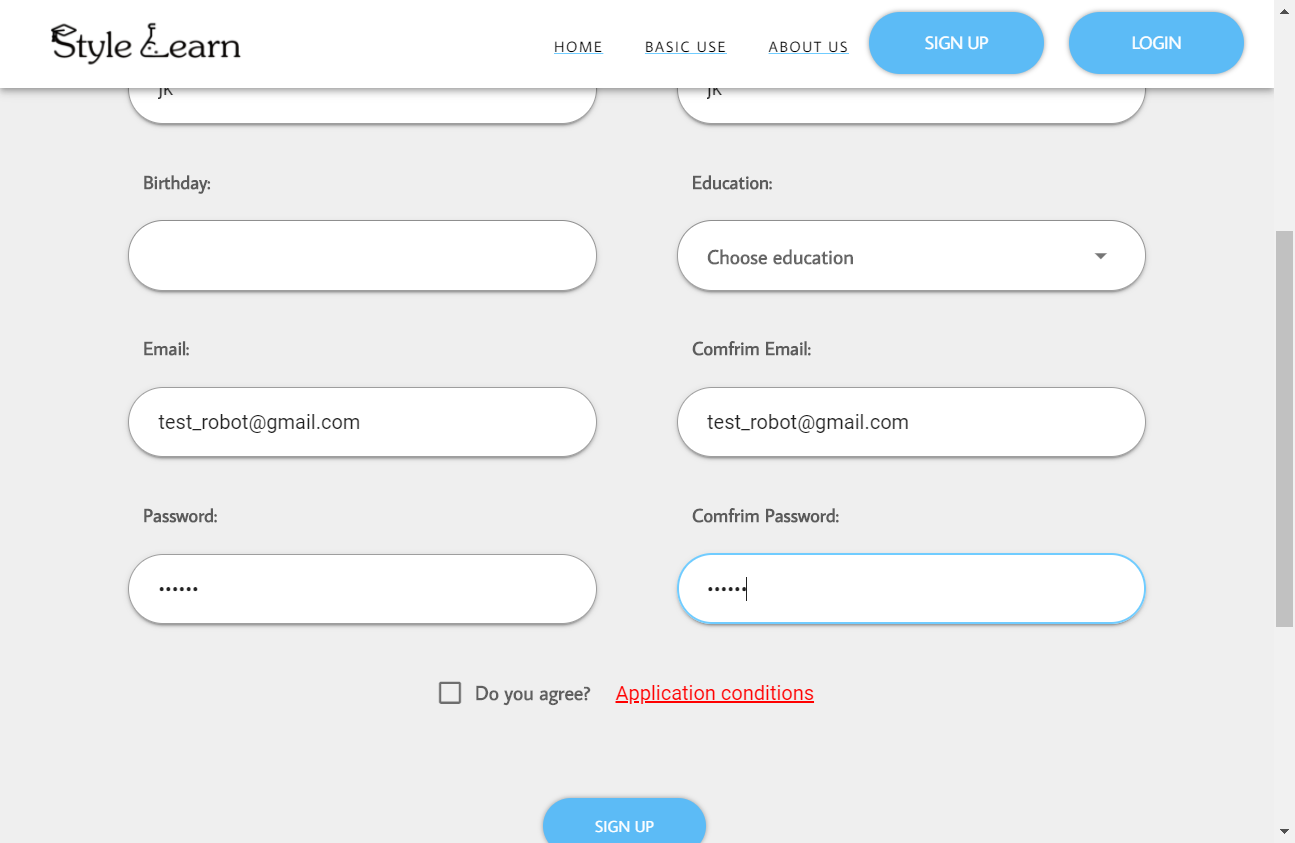 Style Learn
HOME BASIC USE ABOUT US SIGN UP LOGIN
jk jk
Birthday: Education:
Choose education
Email: Comfrim Email:
test_robot@gmail.com test_robot@gmail.com
Password: Comfrim Password:
•••••• ••••••
Do you agree? Application conditions
SIGN UP